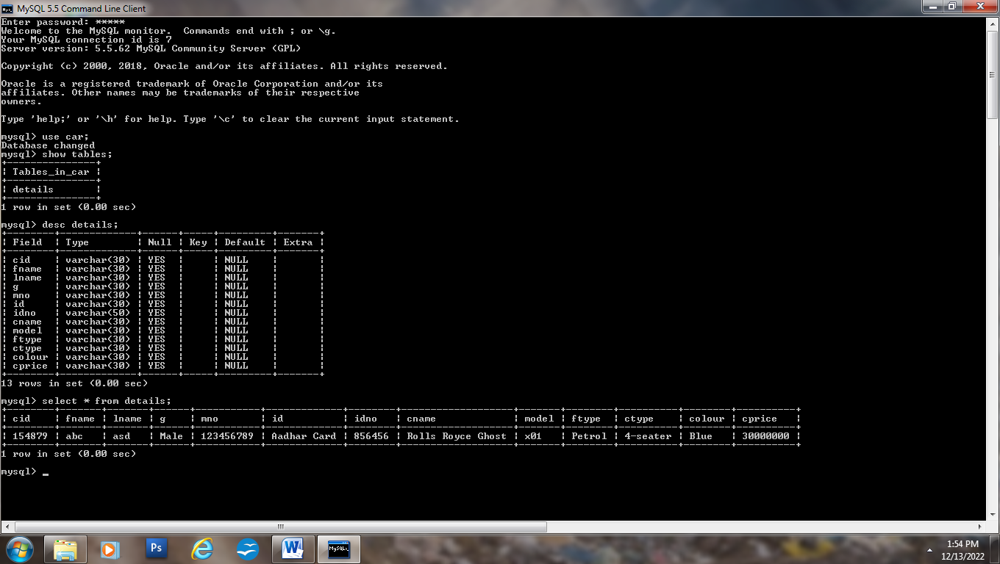 MySQL 5.5 Command Line Client
Enter password: *****
Welcome to the MySQL monitor.  Commands end with ; or \g.
Your MySQL connection id is 7
Server version: 5.5.62 MySQL Community Server (GPL)

Copyright (c) 2000, 2018, Oracle and/or its affiliates. All rights reserved.

Oracle is a registered trademark of Oracle Corporation and/or its
affiliates. Other names may be trademarks of their respective
owners.

Type 'help;' or '\h' for help. Type '\c' to clear the current input statement.

mysql> use car;
Database changed
mysql> show tables;
+---------------+
| Tables_in_car |
+---------------+
| details       |
+---------------+
1 row in set (0.00 sec)

mysql> desc details;
+--------+-------------+------+-----+---------+-------+
| Field  | Type        | Null | Key | Default | Extra |
+--------+-------------+------+-----+---------+-------+
| cid    | varchar(30) | YES  |     | NULL    |       |
| fname  | varchar(30) | YES  |     | NULL    |       |
| lname  | varchar(30) | YES  |     | NULL    |       |
| g      | varchar(30) | YES  |     | NULL    |       |
| mno    | varchar(30) | YES  |     | NULL    |       |
| id     | varchar(30) | YES  |     | NULL    |       |
| idno   | varchar(50) | YES  |     | NULL    |       |
| cname  | varchar(30) | YES  |     | NULL    |       |
| model  | varchar(30) | YES  |     | NULL    |       |
| ftype  | varchar(30) | YES  |     | NULL    |       |
| ctype  | varchar(30) | YES  |     | NULL    |       |
| colour | varchar(30) | YES  |     | NULL    |       |
| cprice | varchar(30) | YES  |     | NULL    |       |
+--------+-------------+------+-----+---------+-------+
13 rows in set (0.00 sec)

mysql> select * from details;
+--------+-------+-------+------+-----------+-------------+--------+-------------------+-------+--------+----------+--------+----------+
| cid    | fname | lname | g    | mno       | id          | idno   | cname             | model | ftype  | ctype    | colour | cprice   |
+--------+-------+-------+------+-----------+-------------+--------+-------------------+-------+--------+----------+--------+----------+
| 154879 | abc   | asd   | Male | 123456789 | Aadhar Card | 856456 | Rolls Royce Ghost | x01   | Petrol | 4-seater | Blue   | 30000000 |
+--------+-------+-------+------+-----------+-------------+--------+-------------------+-------+--------+----------+--------+----------+
1 row in set (0.00 sec)

mysql> _
Ps
W
MySQL
1:54 PM
12/13/2022